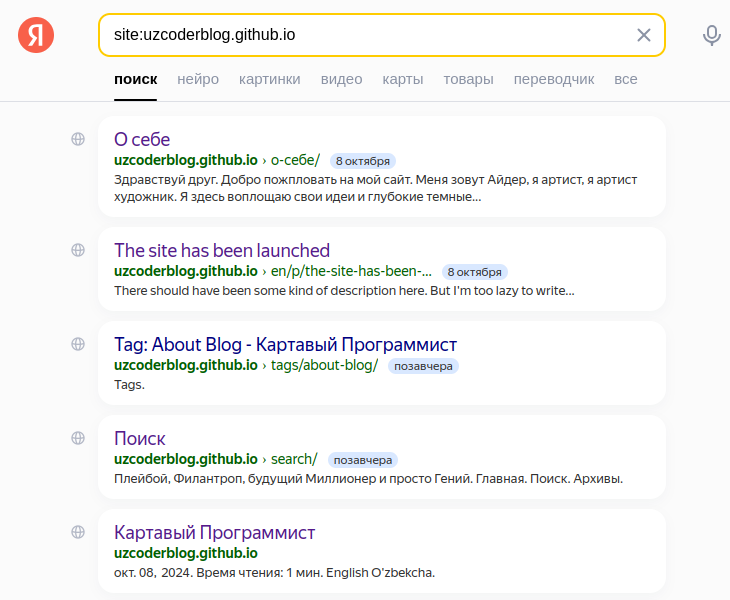 Я
site:uzcoderblog.github.io
поиск нейро картинки видео карты товары переводчик все
О себе
uzcoderblog.github.io › о-себе/ 8 октября
Здравствуй друг. Добро пожпловать на мой сайт. Меня зовут Айдер, я артист, я артист
художник. Я здесь воплощаю свои идеи и глубокие темные...
The site has been launched
uzcoderblog.github.io › en/p/the-site-has-been-... 8 октября
There should have been some kind of description here. But I'm too lazy to write...
Tag: About Blog - Картавый Программист
uzcoderblog.github.io › tags/about-blog/ позавчера
Tags.
Поиск
uzcoderblog.github.io › search/ позавчера
Плейбой, Филантроп, будущий Миллионер и просто Гений. Главная. Поиск. Архивы.
Картавый Программист
uzcoderblog.github.io
окт. 08, 2024. Время чтения: 1 мин. English O'zbekcha.